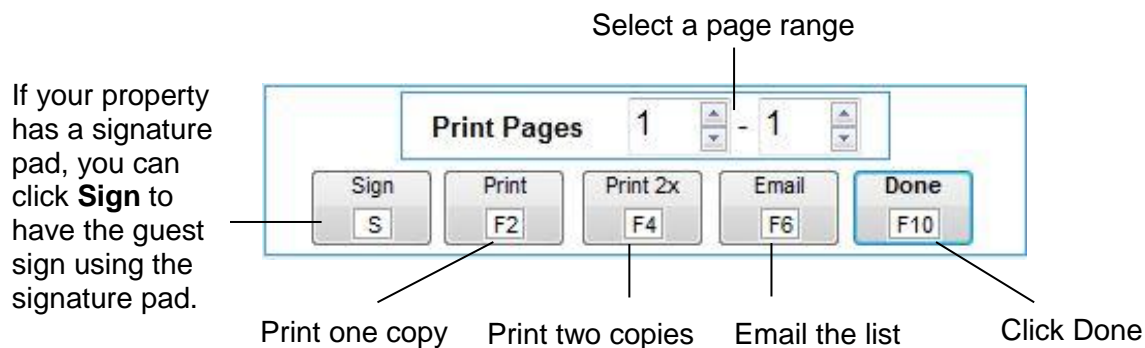 Select a page range
If your property
has a signature
pad, you can
click Sign to
have the guest
sign using the
signature pad.
Print Pages 1 - 1
Sign Print Print 2x Email Done
S F2 F4 F6 F10
Print one copy Print two copies Email the list Click Done